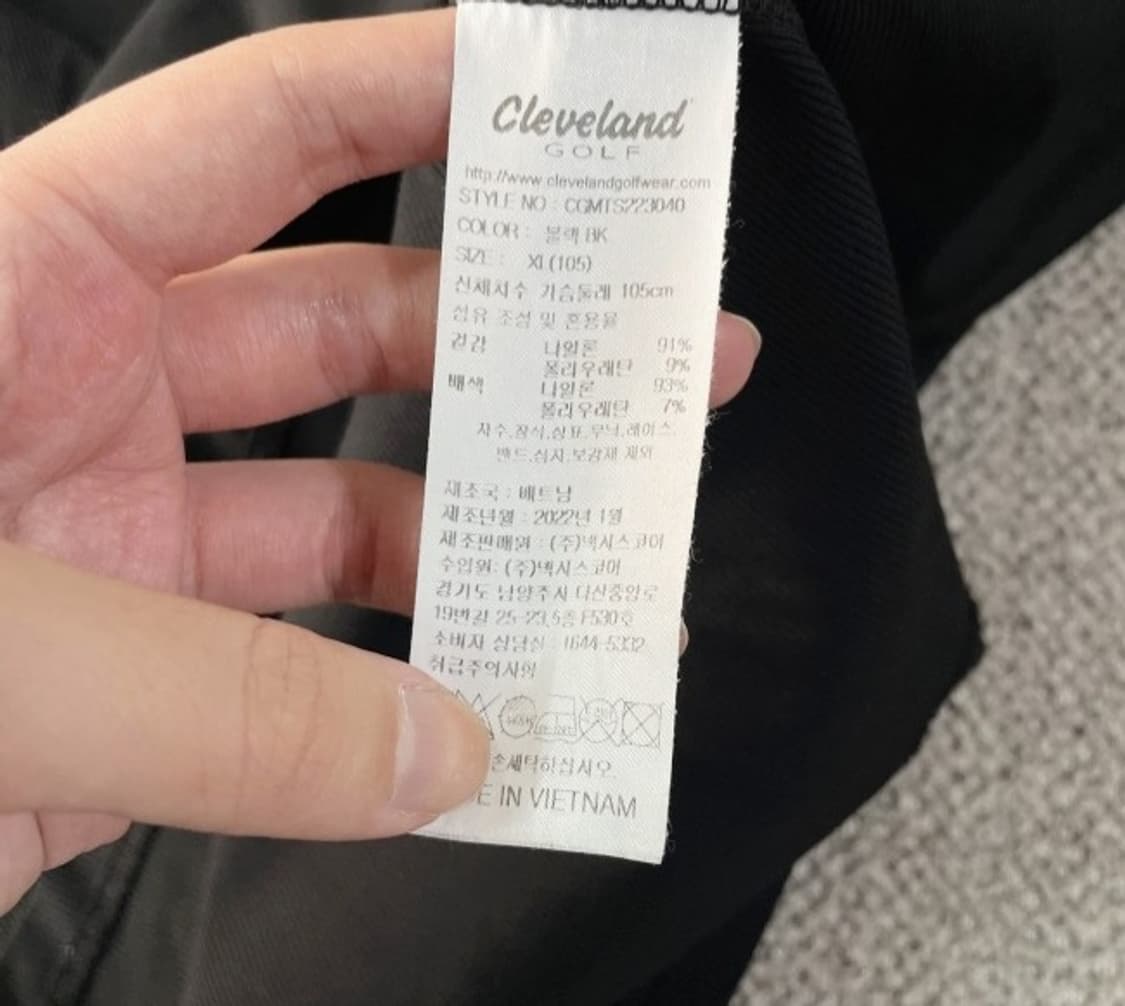 Cleveland
GOLF
http://www.clevelandgolfwear.com
STYLE NO : CGMTS223040
COLOR : 블랙 BK
SIZE : XL(105)
신체치수 가슴둘레 105cm
섬유 조성 및 혼용율
겉감 나일론 91%
폴리우레탄 9%
배색 나일론 93%
폴리우레탄 7%
자수,장식,상표,무늬,레이스,
밴드,심지,보강재 제외
제조국 : 베트남
제조년월 : 2022년 1월
제조판매원 : (주)넥시스코어
수입원: (주)넥시스코어
경기도 남양주시 다산중앙로
19번길 25-23,5층 F530호
소비자 상담실 : 1644-5332
취급주의사항
손세탁하십시오.
E IN VIETNAM